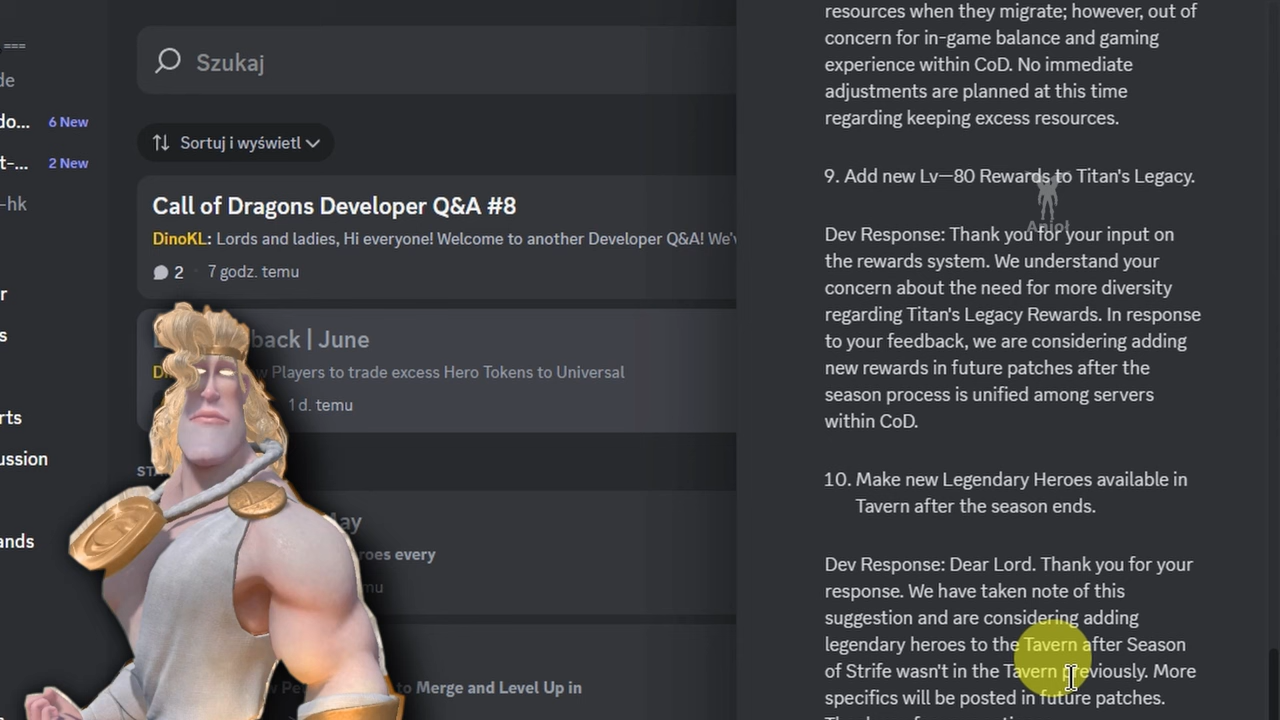 ===
de
do...
6 New
t-...
2 New
-hk
r
s
rts
ussion
ands
Szukaj
Sortuj i wyświetl
Call of Dragons Developer Q&A #8
DinoKL: Lords and ladies, Hi everyone! Welcome to another Developer Q&A! We'v
2 · 7 godz. temu
back | June
w Players to trade excess Hero Tokens to Universal
1 d. temu
ay
roes every
mu
to Merge and Level Up in
resources when they migrate; however, out of
concern for in-game balance and gaming
experience within CoD. No immediate
adjustments are planned at this time
regarding keeping excess resources.
9. Add new Lv—80 Rewards to Titan's Legacy.
Anioł
Dev Response: Thank you for your input on
the rewards system. We understand your
concern about the need for more diversity
regarding Titan's Legacy Rewards. In response
to your feedback, we are considering adding
new rewards in future patches after the
season process is unified among servers
within CoD.
10. Make new Legendary Heroes available in
Tavern after the season ends.
Dev Response: Dear Lord. Thank you for your
response. We have taken note of this
suggestion and are considering adding
legendary heroes to the Tavern after Season
of Strife wasn't in the Tavern previously. More
specifics will be posted in future patches.